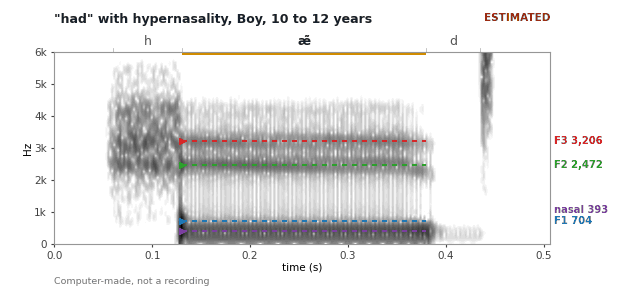 "had" with hypernasality, Boy, 10 to 12 years
ESTIMATED
h æ̃ d
6k
5k
4k
3k
2k
1k
0
Hz
F3 3,206
F2 2,472
nasal 393
F1 704
0.0 0.1 0.2 0.3 0.4 0.5
time (s)
Computer-made, not a recording